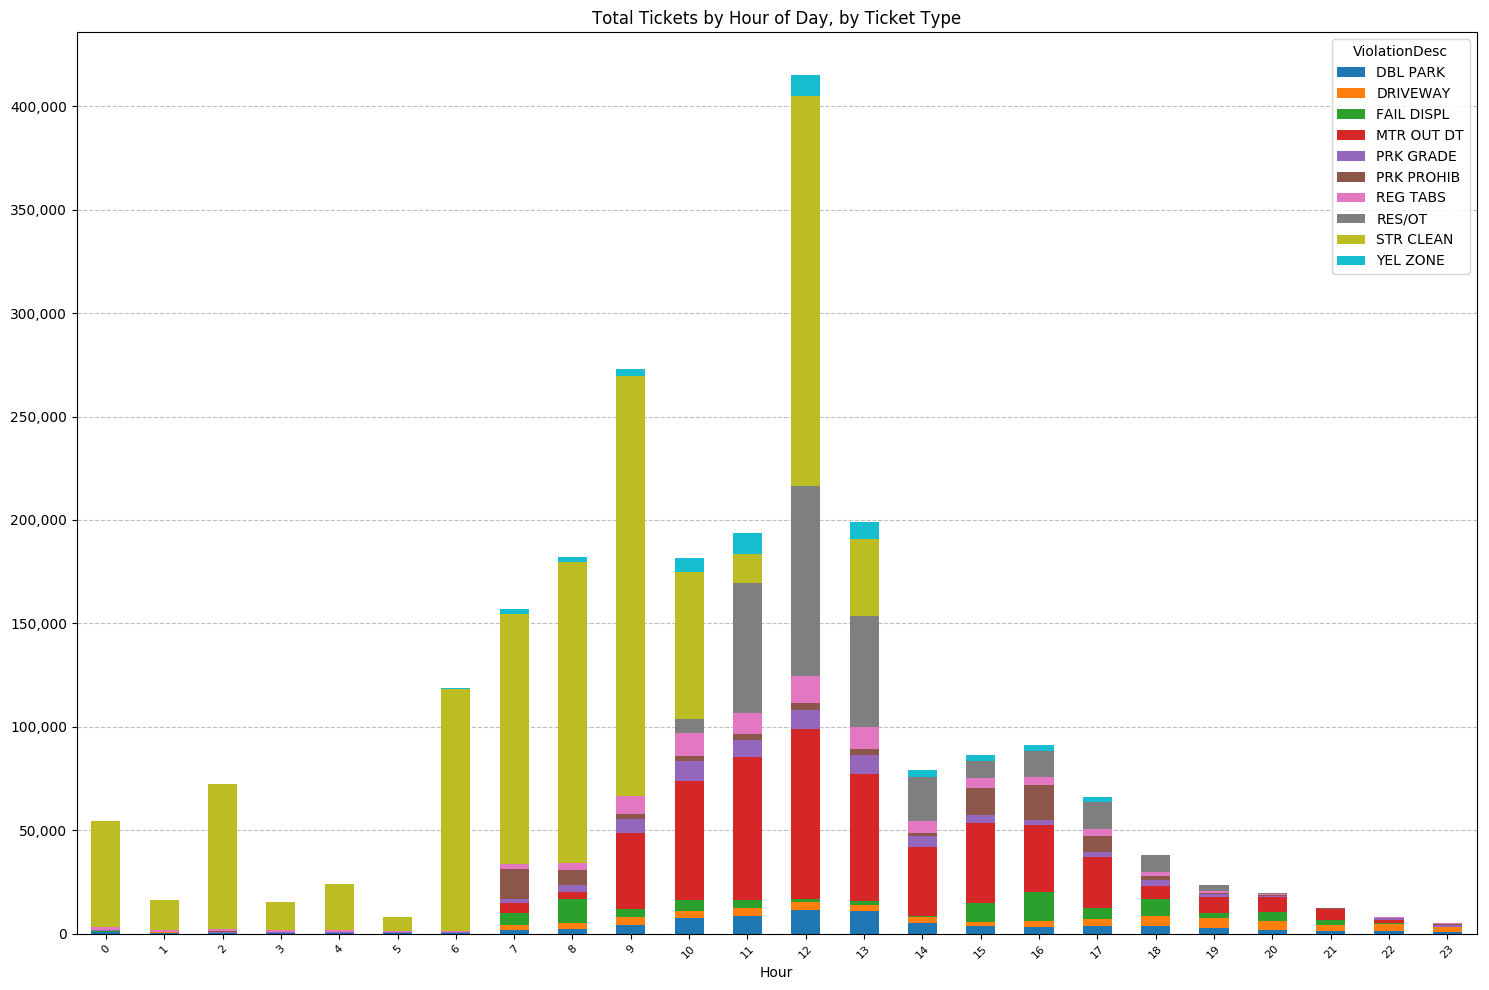 Total Tickets by Hour of Day, by Ticket Type
ViolationDesc
DBL PARK
DRIVEWAY
FAIL DISPL
MTR OUT DT
PRK GRADE
PRK PROHIB
REG TABS
RES/OT
STR CLEAN
YEL ZONE
400,000
350,000
300,000
250,000
200,000
150,000
100,000
50,000
0
0 1 2 3 4 5 6 7 8 9 10 11 12 13 14 15 16 17 18 19 20 21 22 23
Hour